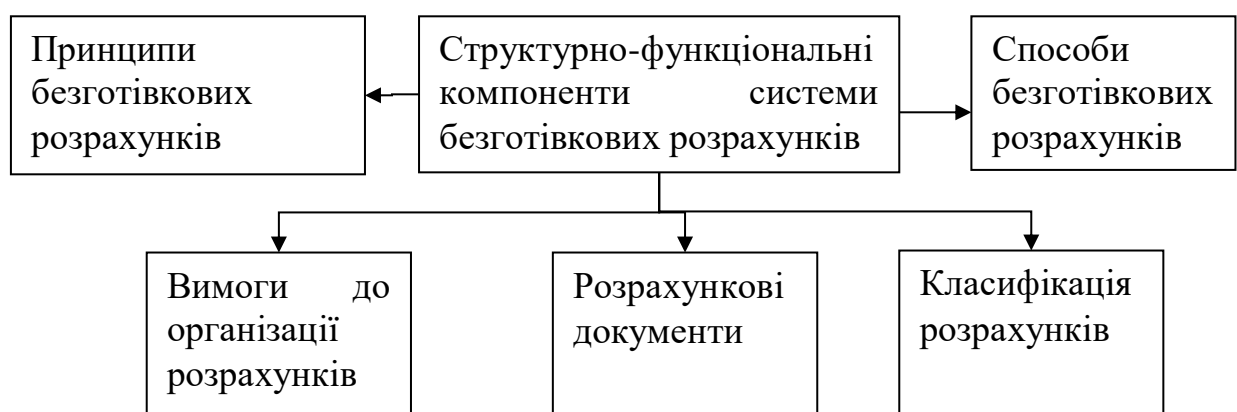 Принципи
безготівкових
розрахунків
Структурно-функціональні
компоненти системи
безготівкових розрахунків
Способи
безготівкових
розрахунків
Вимоги до
організації
розрахунків
Розрахункові
документи
Класифікація
розрахунків